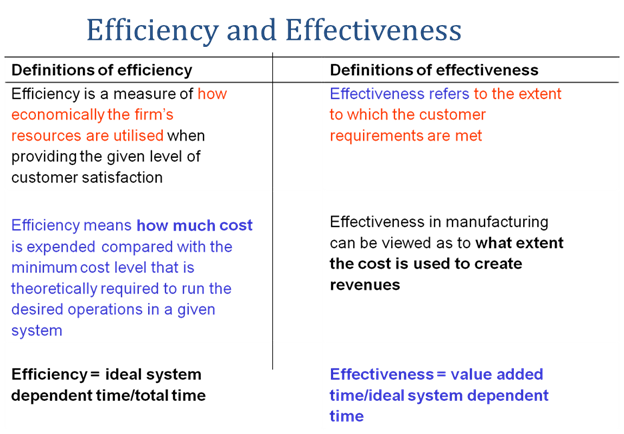 Efficiency and Effectiveness
Definitions of efficiency
Efficiency is a measure of how
economically the firm's
resources are utilised when
providing the given level of
customer satisfaction
Efficiency means how much cost
is expended compared with the
minimum cost level that is
theoretically required to run the
desired operations in a given
system
Efficiency = ideal system
dependent time/total time
Definitions of effectiveness
Effectiveness refers to the extent
to which the customer
requirements are met
Effectiveness in manufacturing
can be viewed as to what extent
the cost is used to create
revenues
Effectiveness = value added
time/ideal system dependent
time